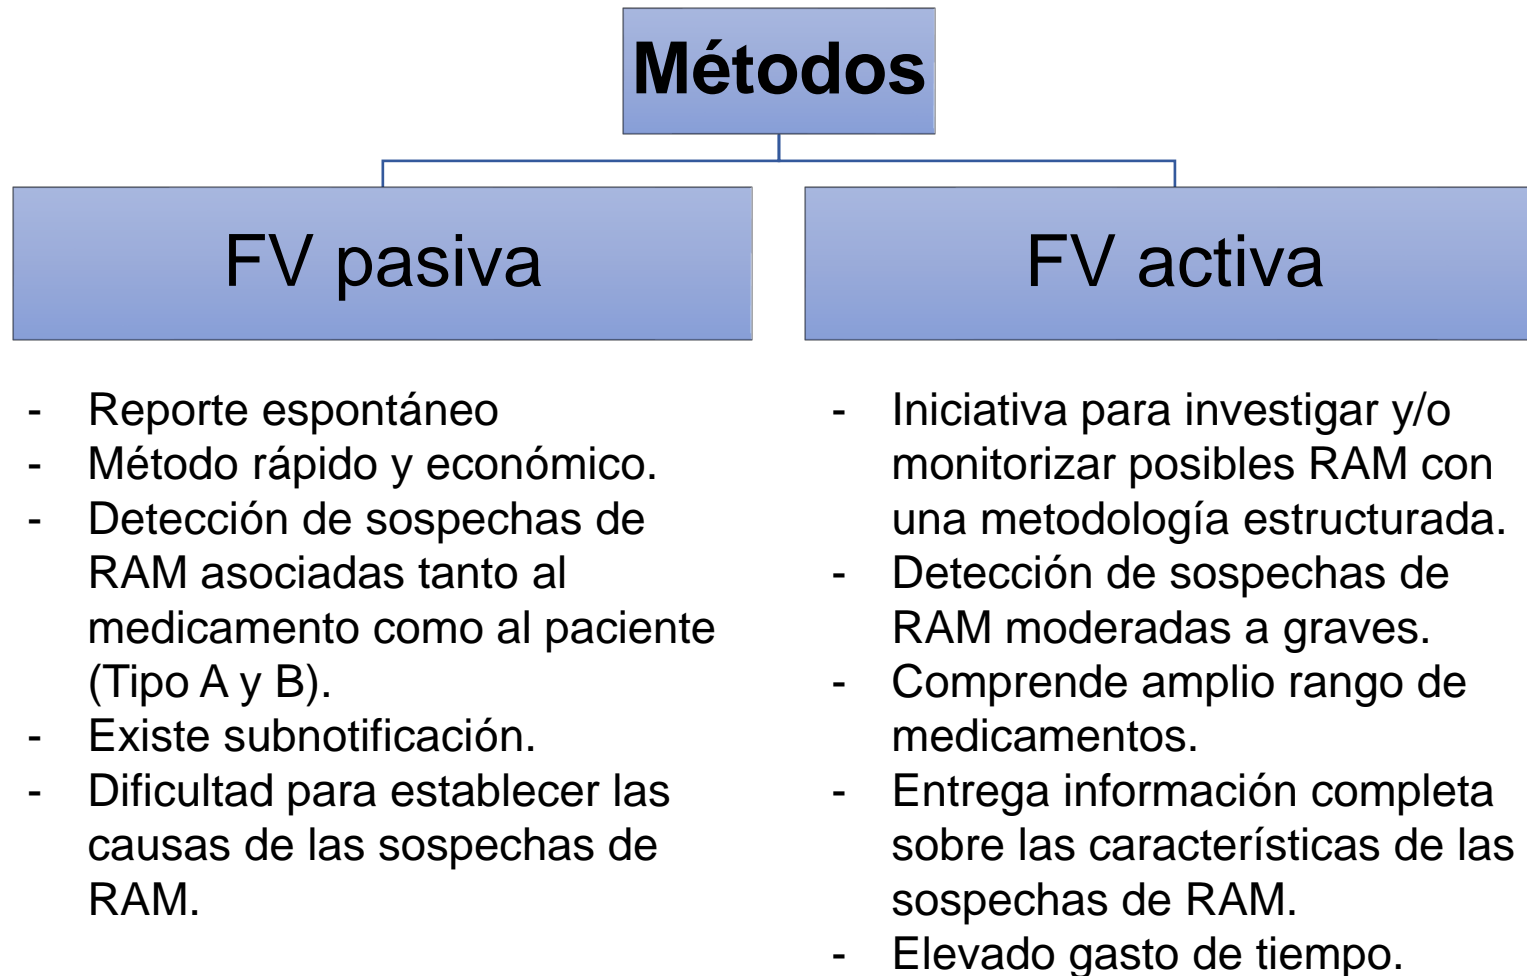 Métodos
FV pasiva
- Reporte espontáneo
- Método rápido y económico.
- Detección de sospechas de
RAM asociadas tanto al
medicamento como al paciente
(Tipo A y B).
- Existe subnotificación.
- Dificultad para establecer las
causas de las sospechas de
RAM.
FV activa
- Iniciativa para investigar y/o
monitorizar posibles RAM con
una metodología estructurada.
- Detección de sospechas de
RAM moderadas a graves.
- Comprende amplio rango de
medicamentos.
- Entrega información completa
sobre las características de las
sospechas de RAM.
- Elevado gasto de tiempo.